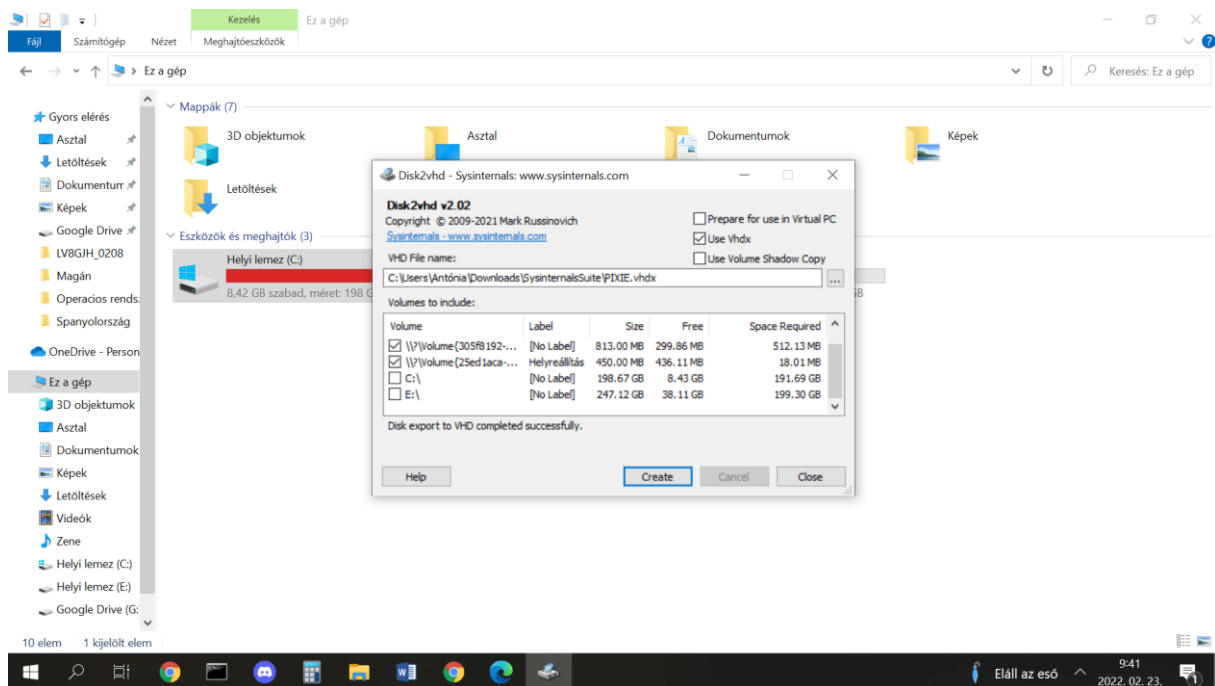 Kezelés
Ez a gép
Fájl
Számítógép
Nézet
Meghajtóeszközök
Ez a gép
Keresés: Ez a gép
Gyors elérés
Asztal
Letöltések
Dokumentum
Képek
Google Drive
LV8GJH_0208
Magán
Operacios rends
Spanyolország
OneDrive - Person
Ez a gép
3D objektumok
Asztal
Dokumentumok
Képek
Letöltések
Videók
Zene
Helyi lemez (C:)
Helyi lemez (E:)
Google Drive (G:
Mappák (7)
3D objektumok
Asztal
Dokumentumok
Képek
Letöltések
Eszközök és meghajtók (3)
Helyi lemez (C:)
8,42 GB szabad, méret: 198 G
Disk2vhd - Sysinternals: www.sysinternals.com
Disk2vhd v2.02
Copyright © 2009-2021 Mark Russinovich
Sysinternals - www.sysinternals.com
Prepare for use in Virtual PC
Use Vhdx
Use Volume Shadow Copy
VHD File name:
C:\Users\Antónia\Downloads\SysinternalsSuite\PIXIE.vhdx
...
Volumes to include:
Volume Label Size Free Space Required
\\?\Volume{305f8192-... [No Label] 813.00 MB 299.86 MB 512.13 MB
\\?\Volume{25ed1aca-... Helyreállítás 450.00 MB 436.11 MB 18.01 MB
C:\ [No Label] 198.67 GB 8.43 GB 191.69 GB
E:\ [No Label] 247.12 GB 38.11 GB 199.30 GB
Disk export to VHD completed successfully.
Help
Create
Cancel
Close
10 elem
1 kijelölt elem
Eláll az eső
9:41
2022. 02. 23.
1